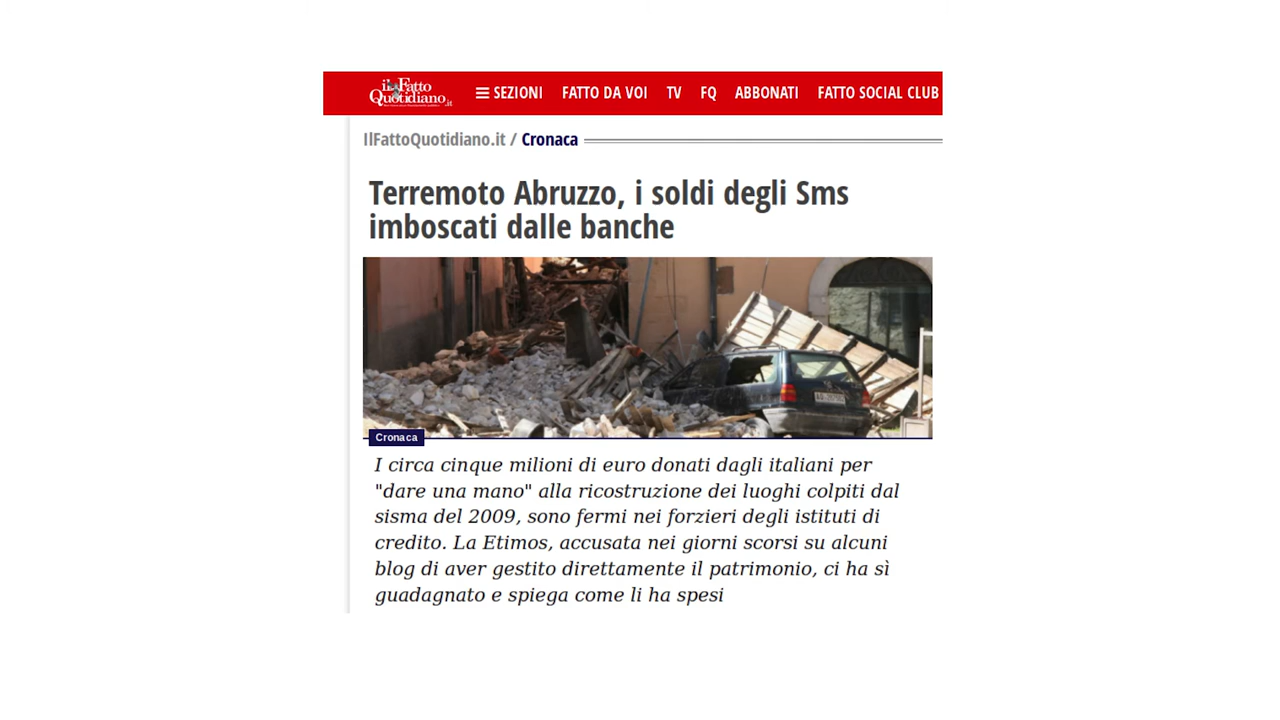 il Fatto
Quotidiano.it
SEZIONI FATTO DA VOI TV FQ ABBONATI FATTO SOCIAL CLUB
IlFattoQuotidiano.it / Cronaca
Terremoto Abruzzo, i soldi degli Sms
imboscati dalle banche
Cronaca
I circa cinque milioni di euro donati dagli italiani per
"dare una mano" alla ricostruzione dei luoghi colpiti dal
sisma del 2009, sono fermi nei forzieri degli istituti di
credito. La Etimos, accusata nei giorni scorsi su alcuni
blog di aver gestito direttamente il patrimonio, ci ha sì
guadagnato e spiega come li ha spesi